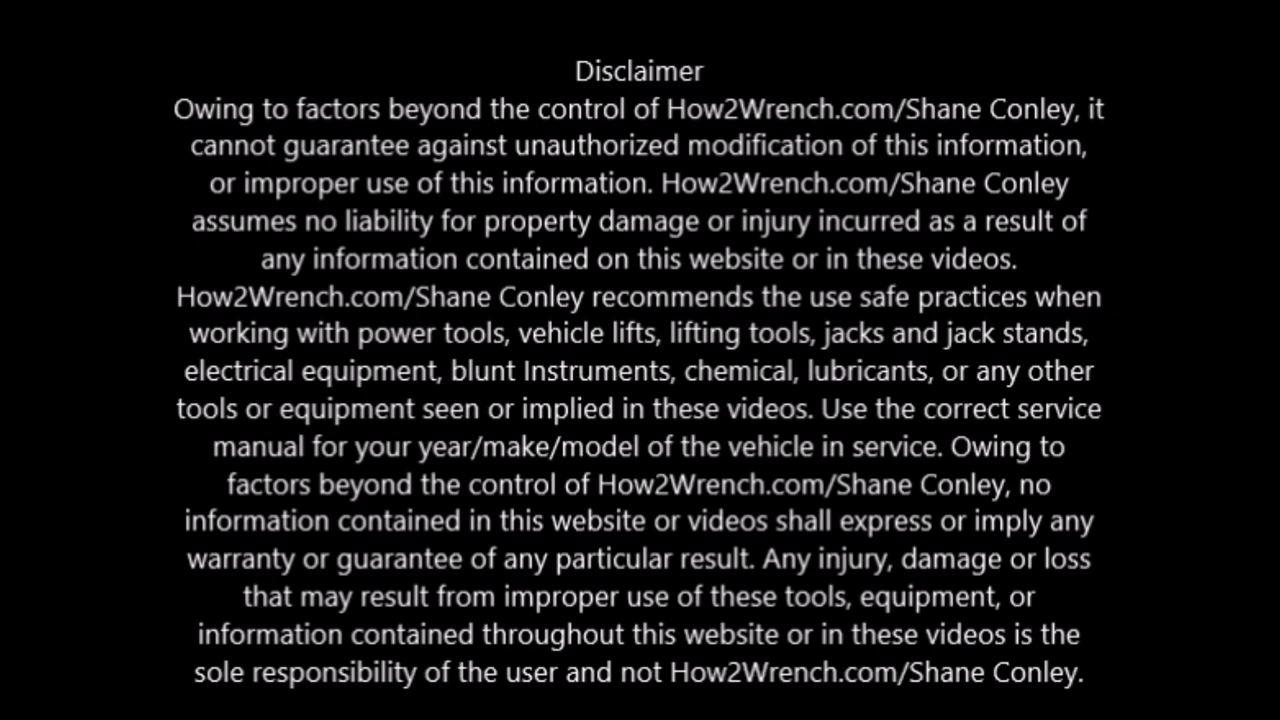 Disclaimer
Owing to factors beyond the control of How2Wrench.com/Shane Conley, it
cannot guarantee against unauthorized modification of this information,
or improper use of this information. How2Wrench.com/Shane Conley
assumes no liability for property damage or injury incurred as a result of
any information contained on this website or in these videos.
How2Wrench.com/Shane Conley recommends the use safe practices when
working with power tools, vehicle lifts, lifting tools, jacks and jack stands,
electrical equipment, blunt Instruments, chemical, lubricants, or any other
tools or equipment seen or implied in these videos. Use the correct service
manual for your year/make/model of the vehicle in service. Owing to
factors beyond the control of How2Wrench.com/Shane Conley, no
information contained in this website or videos shall express or imply any
warranty or guarantee of any particular result. Any injury, damage or loss
that may result from improper use of these tools, equipment, or
information contained throughout this website or in these videos is the
sole responsibility of the user and not How2Wrench.com/Shane Conley.